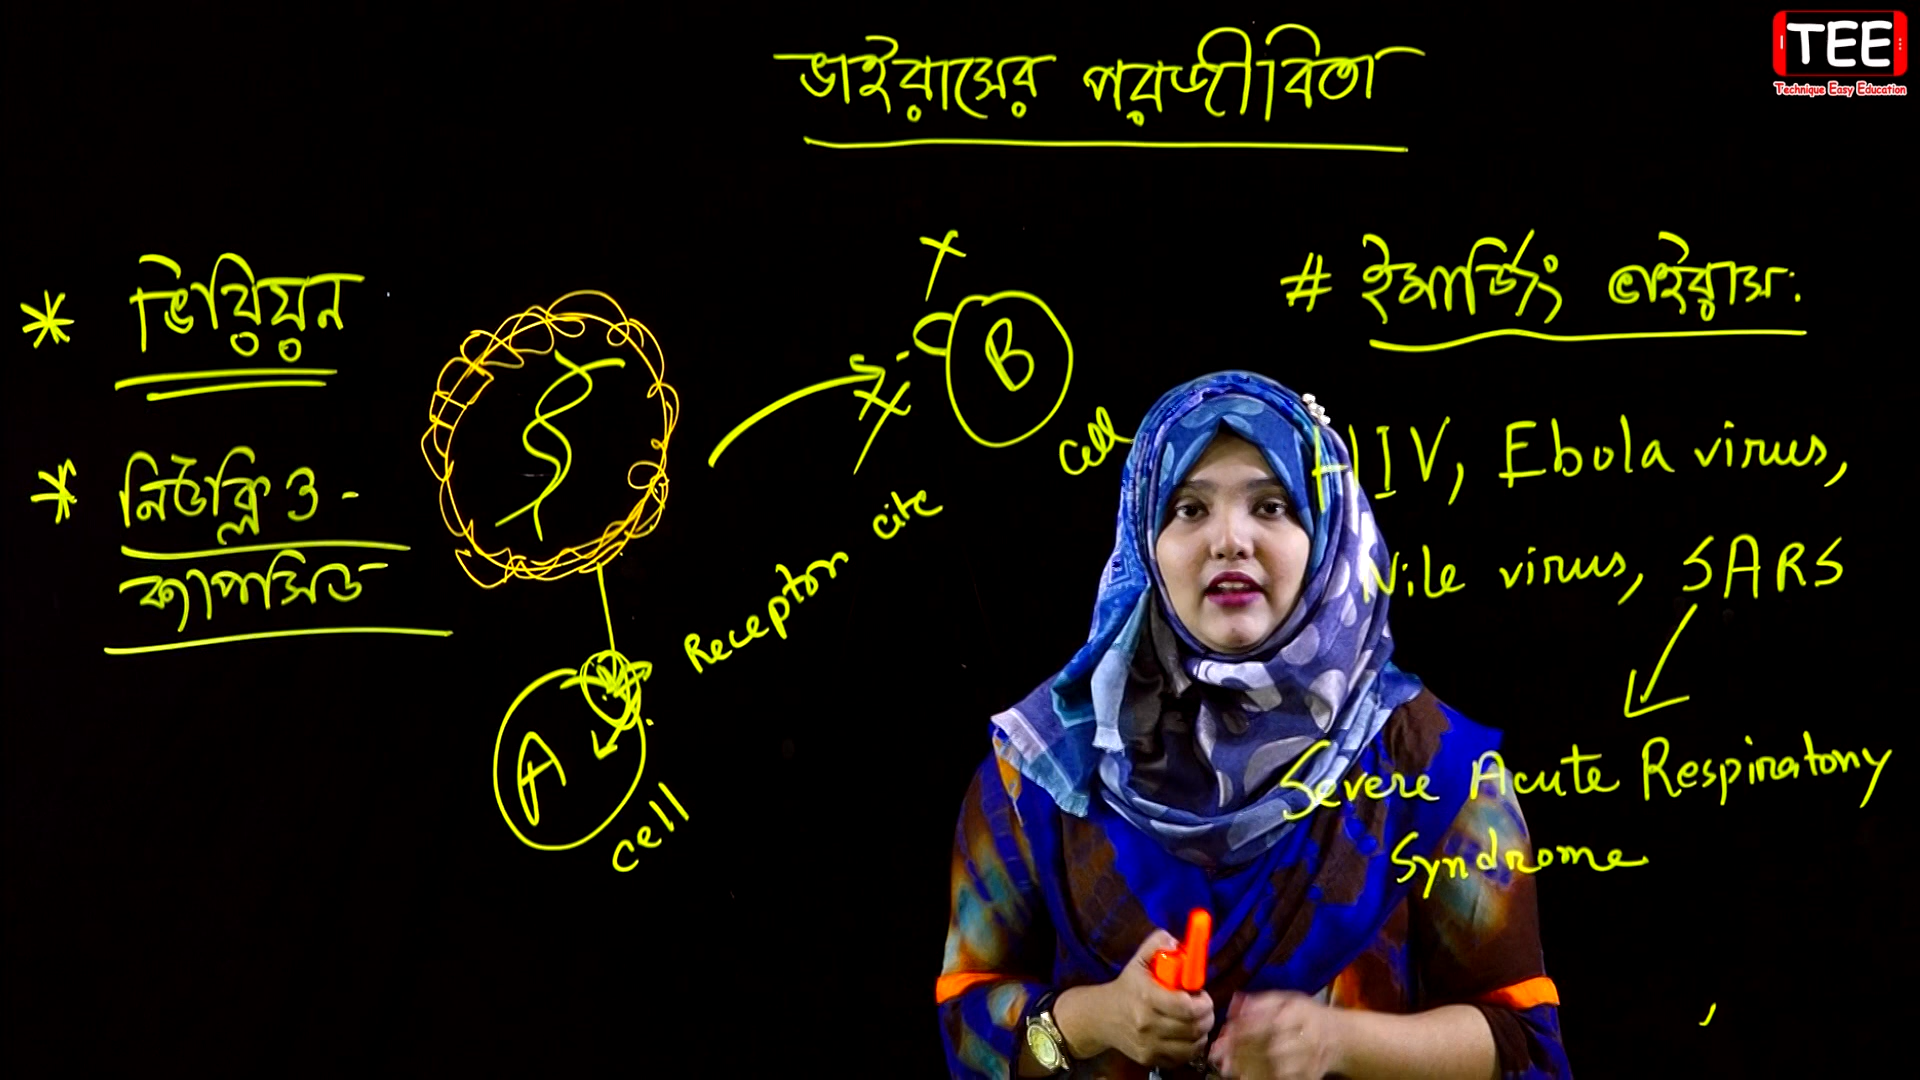 TEE
Technique Easy Education
ভাইরাসের পরজীবিতা
* ভিরিয়ন
* নিউক্লিও-
ক্যাপসিড
B
cell
Receptor cite
A
cell
# ইমার্জিং ভাইরাস:
HIV, Ebola virus,
Nile virus, SARS
Severe Acute Respiratory
Syndrome